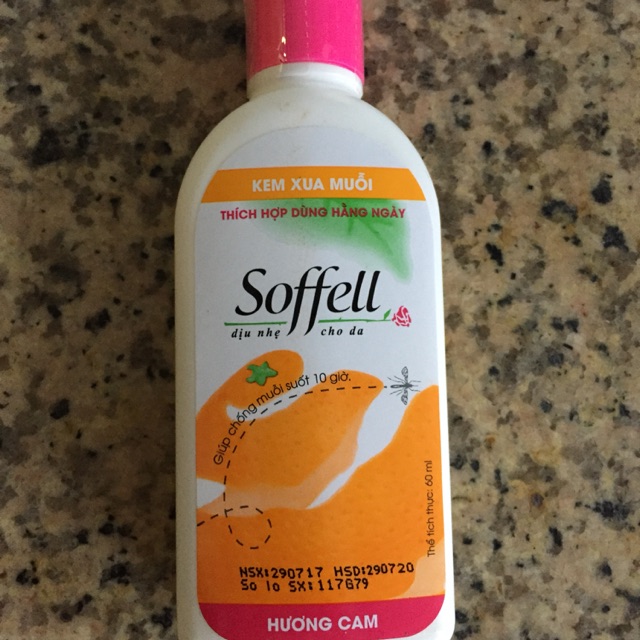 KEM XUA MUỖI
THÍCH HỢP DÙNG HẰNG NGÀY
Soffell
dịu nhẹ cho da
Giúp chống muỗi suốt 10 giờ.
Thể tích thực: 60 ml
NSX:290717 HSD:290720
So lo SX:117879
HƯƠNG CAM